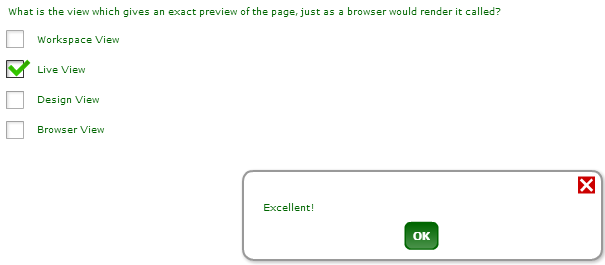 What is the view which gives an exact preview of the page, just as a browser would render it called?
Workspace View
Live View
Design View
Browser View
Excellent!
OK